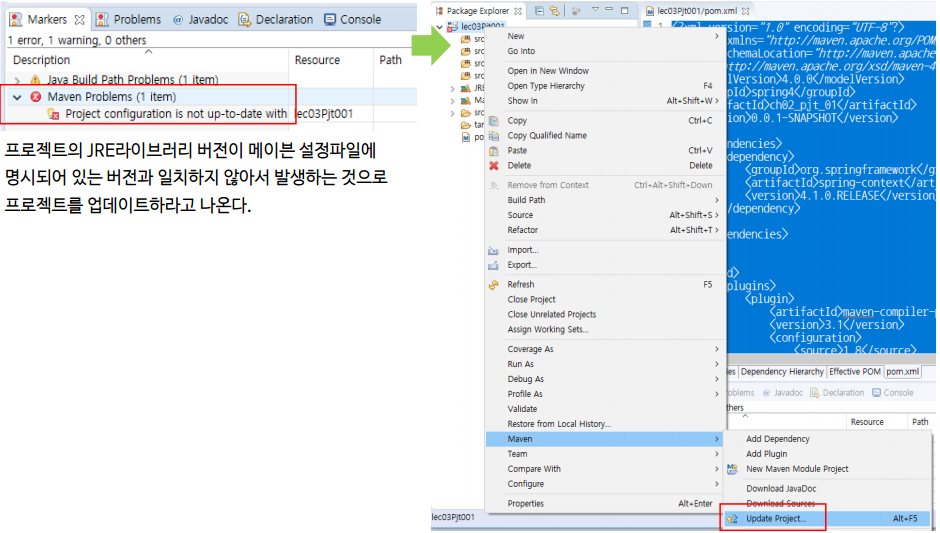 Markers
Problems
Javadoc
Declaration
Console
1 error, 1 warning, 0 others
Description
Resource
Path
Java Build Path Problems (1 item)
Maven Problems (1 item)
Project configuration is not up-to-date with
lec03Pjt001
프로젝트의 JRE라이브러리 버전이 메이븐 설정파일에
명시되어 있는 버전과 일치하지 않아서 발생하는 것으로
프로젝트를 업데이트하라고 나온다.
Package Explorer
lec03Pjt001
New
Go Into
Open in New Window
Open Type Hierarchy F4
Show In Alt+Shift+W >
Copy Ctrl+C
Copy Qualified Name
Paste Ctrl+V
Delete Delete
Remove from Context Ctrl+Alt+Shift+Down
Build Path
Source Alt+Shift+S >
Refactor Alt+Shift+T >
Import...
Export...
Refresh F5
Close Project
Close Unrelated Projects
Assign Working Sets...
Coverage As
Run As
Debug As
Profile As
Validate
Restore from Local History...
Maven
Team
Compare With
Configure
Properties Alt+Enter
lec03Pjt001
lec03Pjt001/pom.xml
1 <?xml version="1.0" encoding="UTF-8"?>
xmlns="http://maven.apache.org/POM/
schemaLocation="http://maven.apache
http://maven.apache.org/xsd/maven-4
elVersion>4.0.0</modelVersion>
pId>spring4</groupId>
factId>ch02_pjt_01</artifactId>
ion>0.0.1-SNAPSHOT</version>
ndencies>
dependency>
<groupId>org.springframework</g
<artifactId>spring-context</art
<version>4.1.0.RELEASE</version
/dependency>
endencies>
d>
plugins>
<plugin>
<artifactId>maven-compiler-p
<version>3.1</version>
<configuration>
<source>1.8</source>
ies
Dependency Hierarchy
Effective POM
pom.xml
oblems
Javadoc
Declaration
Console
thers
Resource
Path
Add Dependency
Add Plugin
New Maven Module Project
Download JavaDoc
Download Sources
Update Project... Alt+F5